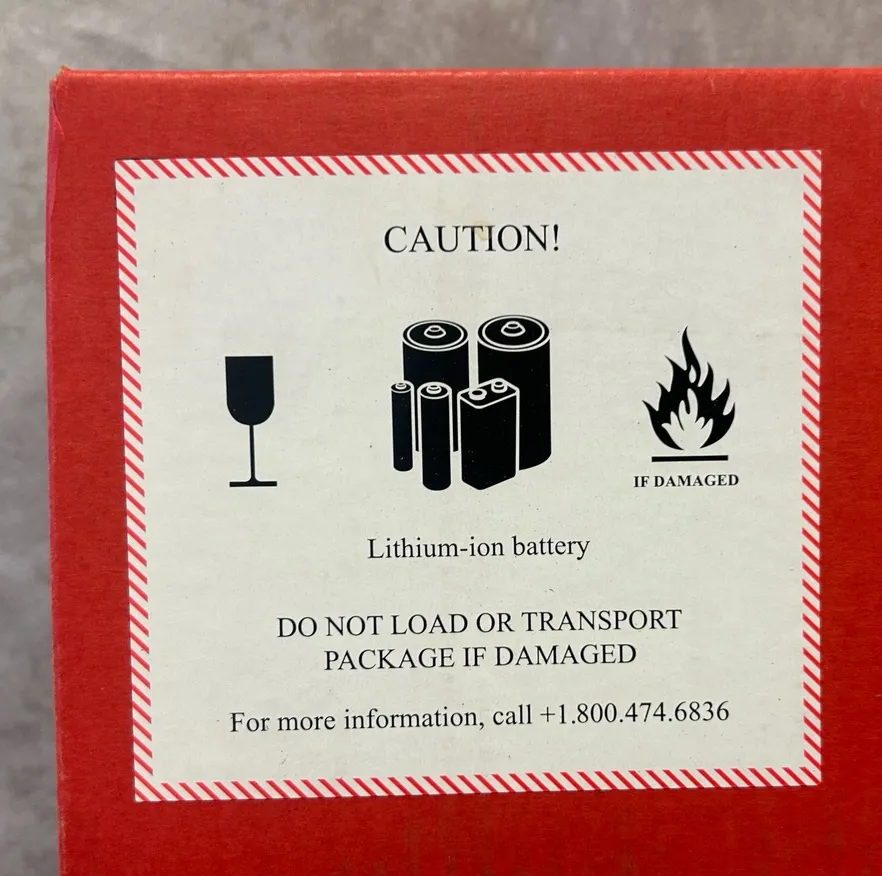 CAUTION!
IF DAMAGED
Lithium-ion battery
DO NOT LOAD OR TRANSPORT
PACKAGE IF DAMAGED
For more information, call +1.800.474.6836